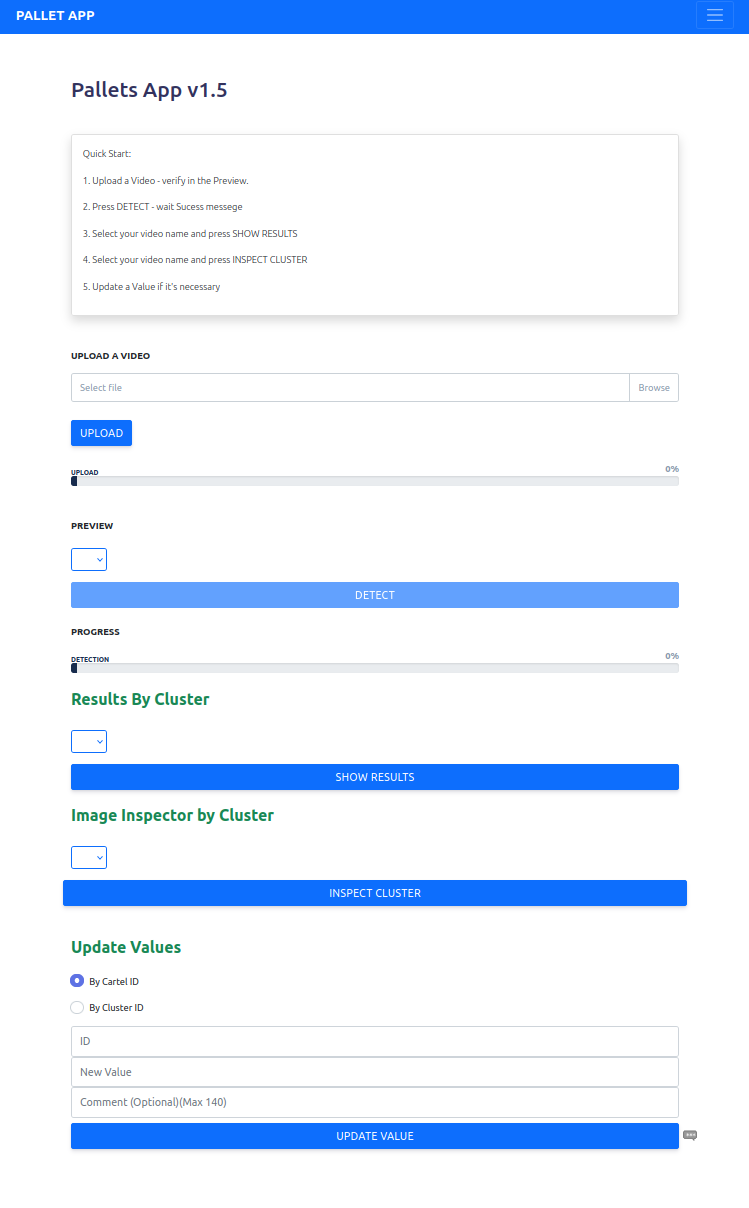 PALLET APP
Pallets App v1.5
Quick Start:
1. Upload a Video - verify in the Preview.
2. Press DETECT - wait Sucess messege
3. Select your video name and press SHOW RESULTS
4. Select your video name and press INSPECT CLUSTER
5. Update a Value if it's necessary
UPLOAD A VIDEO
Select file Browse
UPLOAD
UPLOAD 0%
PREVIEW
DETECT
PROGRESS
DETECTION 0%
Results By Cluster
SHOW RESULTS
Image Inspector by Cluster
INSPECT CLUSTER
Update Values
By Cartel ID
By Cluster ID
ID
New Value
Comment (Optional)(Max 140)
UPDATE VALUE